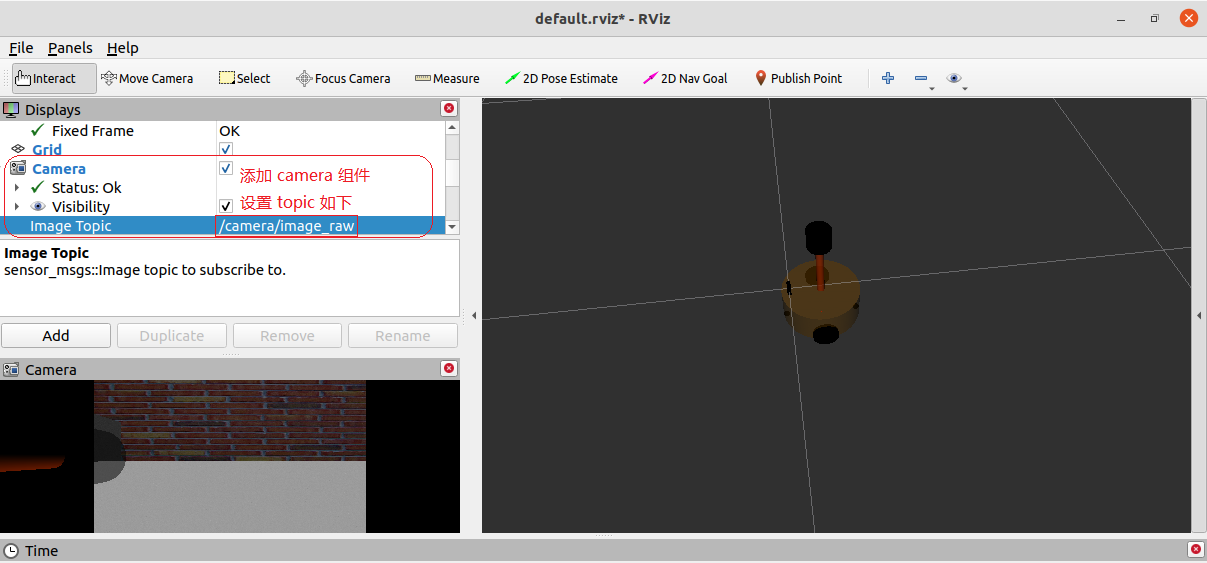 default.rviz* - RViz
File Panels Help
Interact Move Camera Select Focus Camera Measure 2D Pose Estimate 2D Nav Goal Publish Point
Displays
Fixed Frame OK
Grid
Camera
添加 camera 组件
Status: Ok
Visibility
设置 topic 如下
Image Topic /camera/image_raw
Image Topic
sensor_msgs::Image topic to subscribe to.
Add Duplicate Remove Rename
Camera
Time